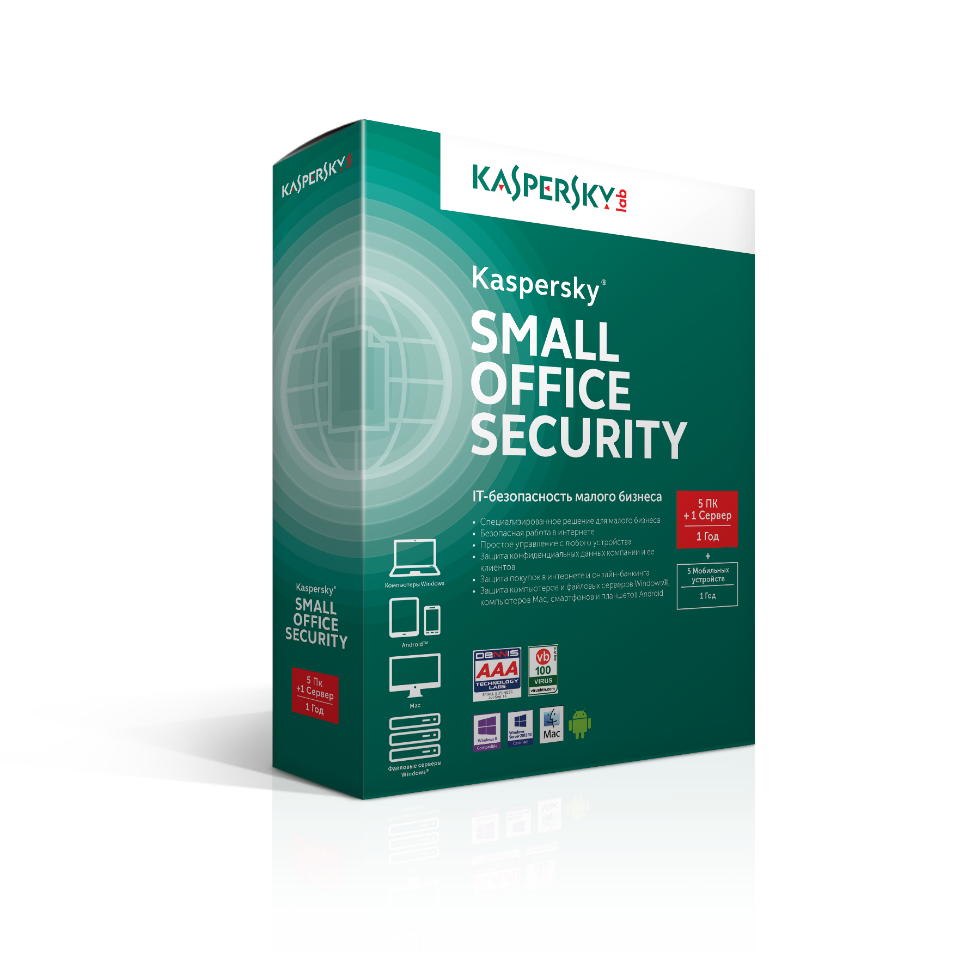 KASPERSKY
KASPERSKY lab
Kaspersky®
SMALL
OFFICE
SECURITY
IT-безопасность малого бизнеса
• Специализированное решение для малого бизнеса
• Безопасная работа в интернете
• Простое управление с любого устройства
• Защита конфиденциальных данных компании и ее
клиентов
• Защита покупок в интернете и онлайн-банкинга
• Защита компьютеров и файловых серверов Windows®,
компьютеров Mac, смартфонов и планшетов Android
5 ПК
+ 1 Сервер
1 Год
+
5 Мобильных
устройств
1 Год
Компьютеры Windows
Android™
Mac
Файловые серверы
Windows®
Kaspersky®
SMALL
OFFICE
SECURITY
5 Пк
+1 Сервер
1 Год
DENNIS
AAA
TECHNOLOGY
LABS
vb
100
VIRUS
Windows 8
Compatible
Windows
Mac